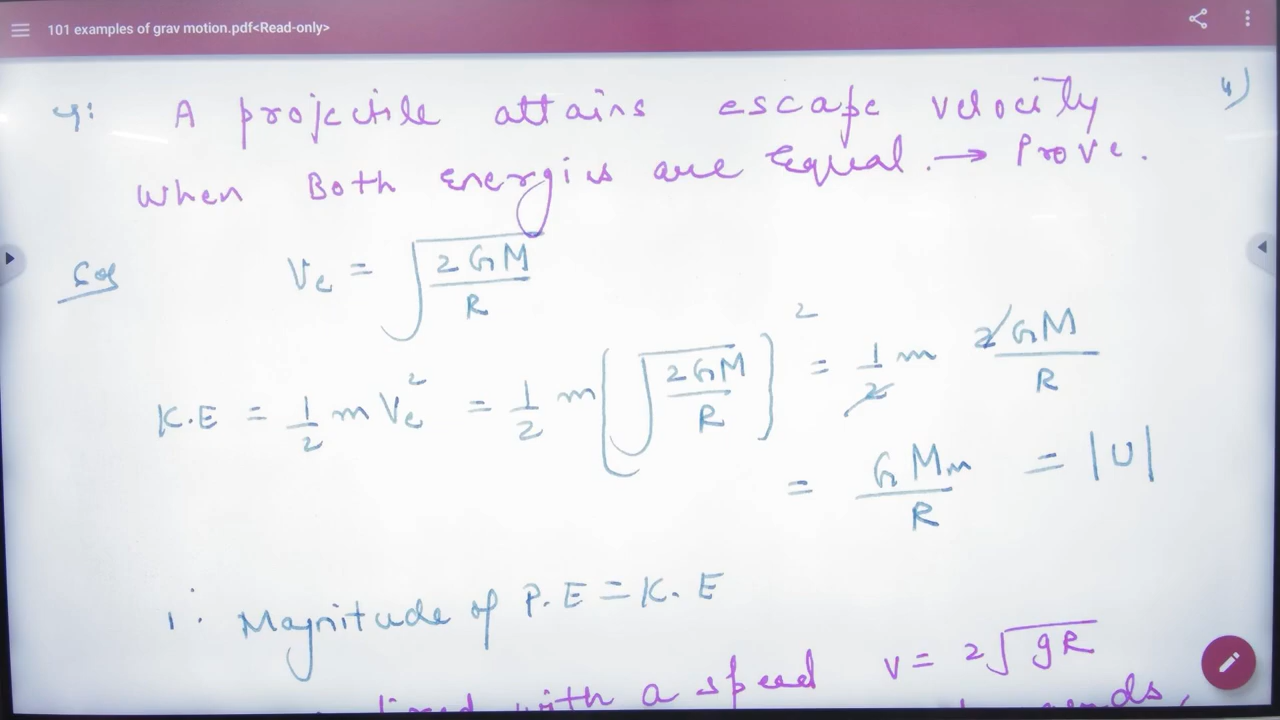 101 examples of grav motion.pdf<Read-only>
4: A projectile attains escape velocity 4)
When Both energies are Equal. → Prove.
Sol
Ve = √(2GM/R)
K.E = 1/2 m Ve² = 1/2 m (√(2GM/R))² = 1/2 m 2GM/R
= GMm/R = |U|
∴ Magnitude of P.E = K.E
with a speed v = 2√gR